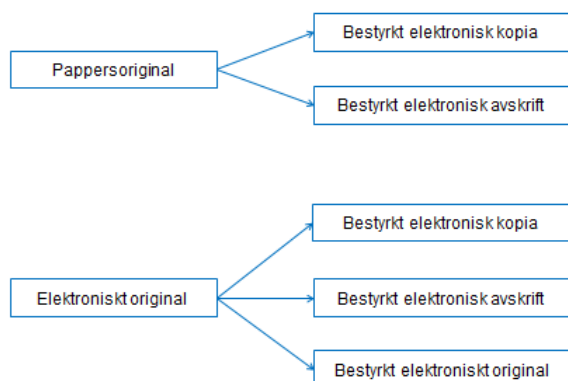 Bestyrkt elektronisk kopia
Pappersoriginal
Bestyrkt elektronisk avskrift
Bestyrkt elektronisk kopia
Elektroniskt original
Bestyrkt elektronisk avskrift
Bestyrkt elektroniskt original